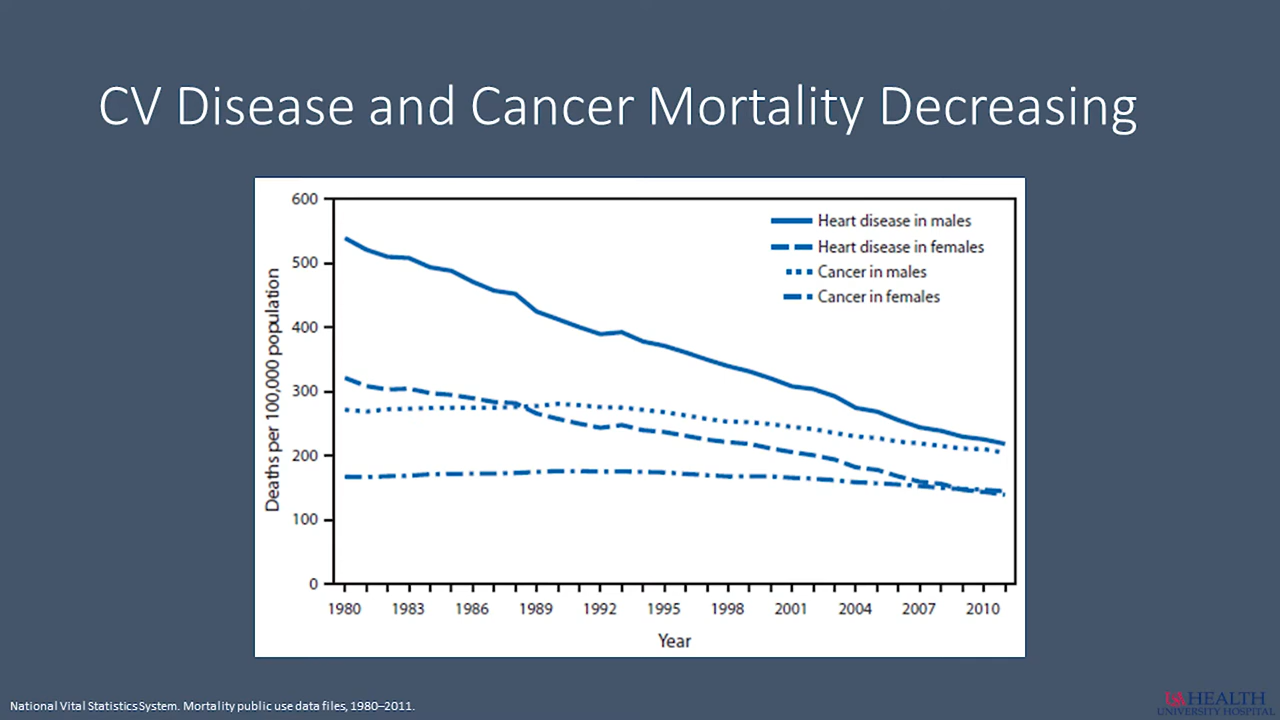 CV Disease and Cancer Mortality Decreasing
600
500
400
300
200
100
0
Deaths per 100,000 population
Heart disease in males
Heart disease in females
Cancer in males
Cancer in females
1980 1983 1986 1989 1992 1995 1998 2001 2004 2007 2010
Year
National Vital Statistics System. Mortality public use data files, 1980–2011.
USA HEALTH
UNIVERSITY HOSPITAL